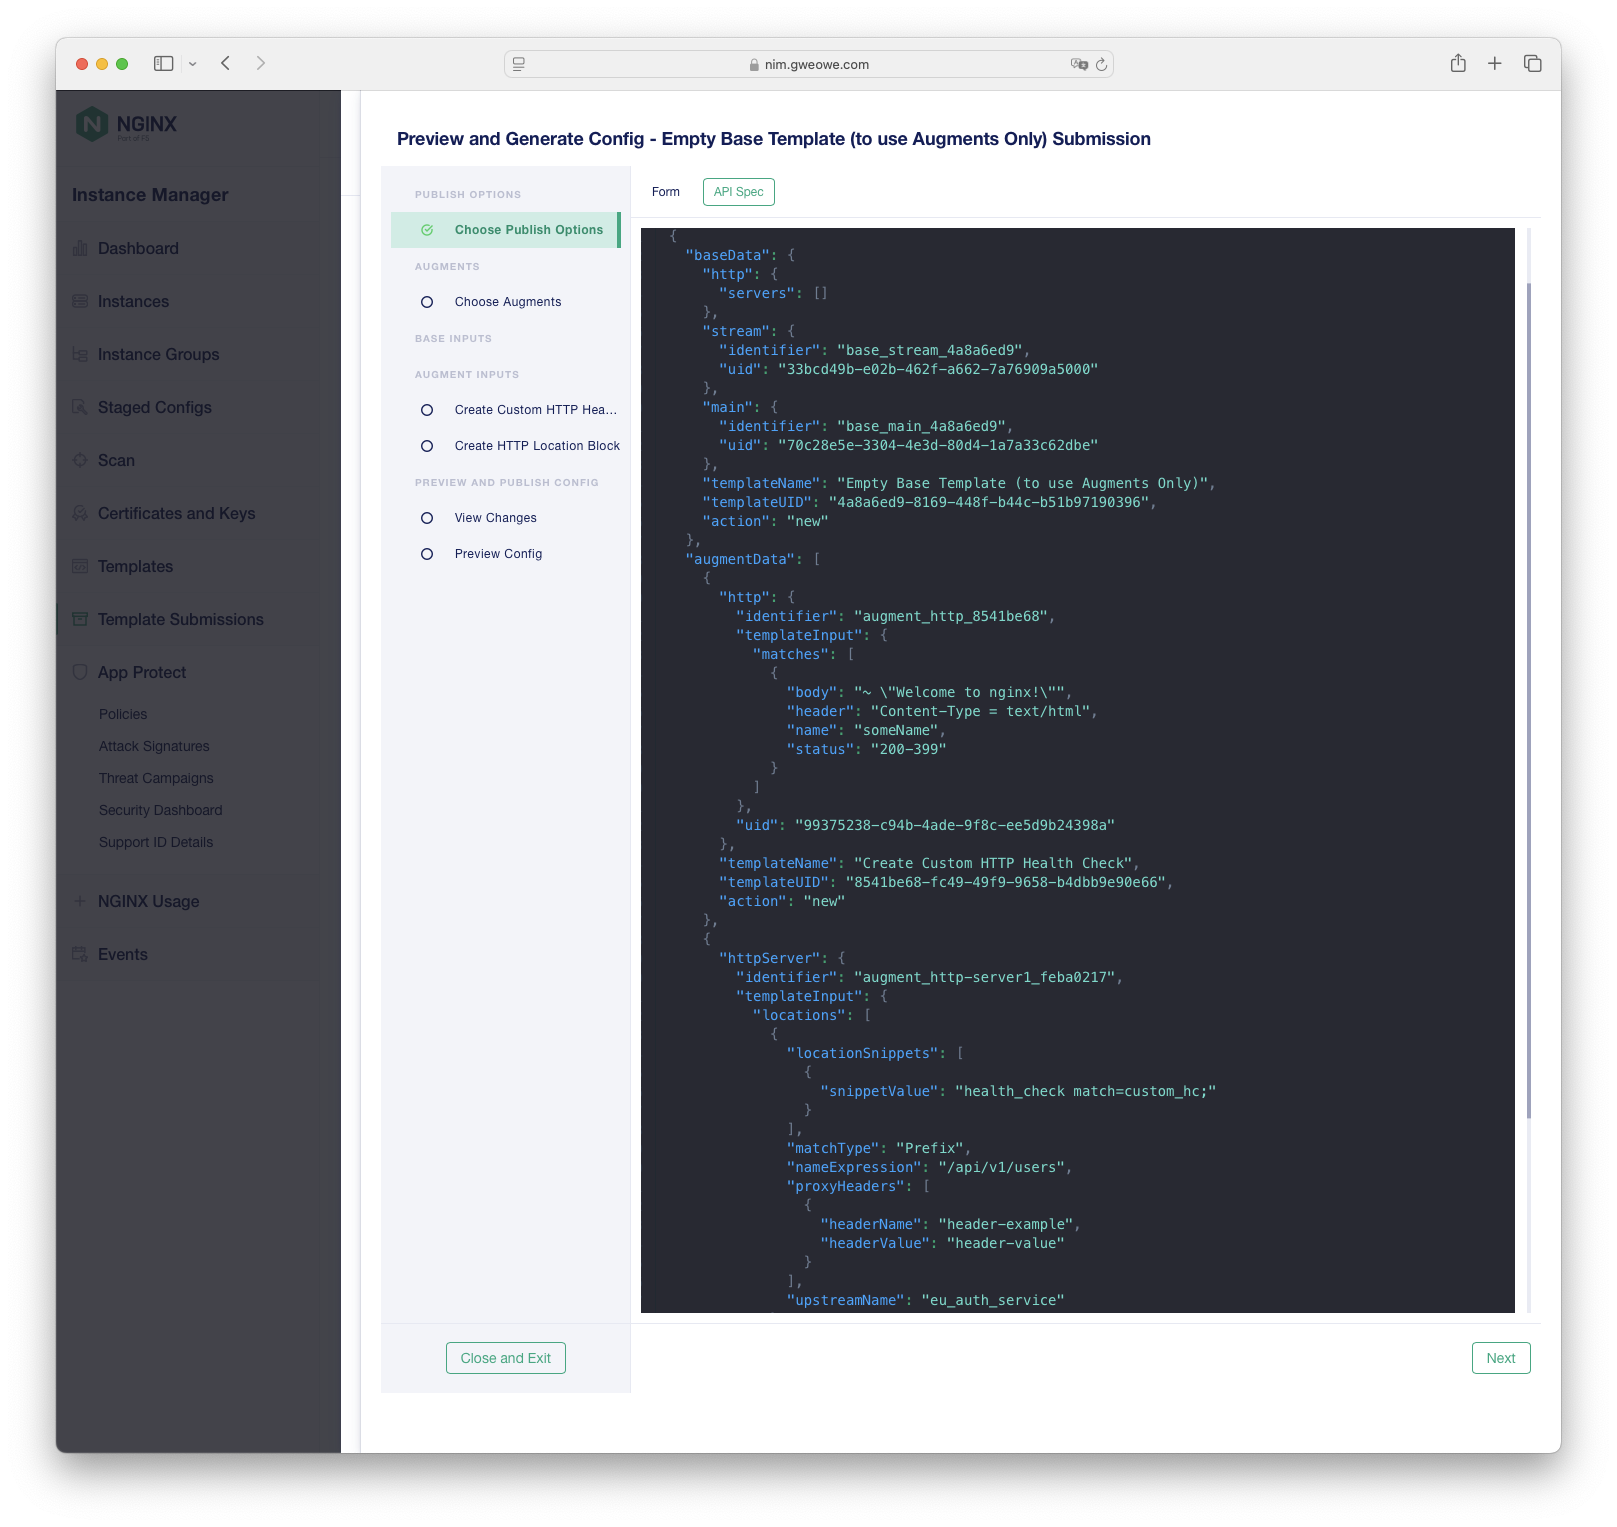 nim.gweowe.com
NGINX
Part of F5
Instance Manager
Dashboard
Instances
Instance Groups
Staged Configs
Scan
Certificates and Keys
Templates
Template Submissions
App Protect
Policies
Attack Signatures
Threat Campaigns
Security Dashboard
Support ID Details
NGINX Usage
Events
Preview and Generate Config - Empty Base Template (to use Augments Only) Submission
PUBLISH OPTIONS
Choose Publish Options
AUGMENTS
Choose Augments
BASE INPUTS
AUGMENT INPUTS
Create Custom HTTP Hea...
Create HTTP Location Block
PREVIEW AND PUBLISH CONFIG
View Changes
Preview Config
Close and Exit
Form
API Spec
{
"baseData": {
"http": {
"servers": []
},
"stream": {
"identifier": "base_stream_4a8a6ed9",
"uid": "33bcd49b-e02b-462f-a662-7a76909a5000"
},
"main": {
"identifier": "base_main_4a8a6ed9",
"uid": "70c28e5e-3304-4e3d-80d4-1a7a33c62dbe"
},
"templateName": "Empty Base Template (to use Augments Only)",
"templateUID": "4a8a6ed9-8169-448f-b44c-b51b97190396",
"action": "new"
},
"augmentData": [
{
"http": {
"identifier": "augment_http_8541be68",
"templateInput": {
"matches": [
{
"body": "~ \"Welcome to nginx!\"",
"header": "Content-Type = text/html",
"name": "someName",
"status": "200-399"
}
]
},
"uid": "99375238-c94b-4ade-9f8c-ee5d9b24398a"
},
"templateName": "Create Custom HTTP Health Check",
"templateUID": "8541be68-fc49-49f9-9658-b4dbb9e90e66",
"action": "new"
},
{
"httpServer": {
"identifier": "augment_http-server1_feba0217",
"templateInput": {
"locations": [
{
"locationSnippets": [
{
"snippetValue": "health_check match=custom_hc;"
}
],
"matchType": "Prefix",
"nameExpression": "/api/v1/users",
"proxyHeaders": [
{
"headerName": "header-example",
"headerValue": "header-value"
}
],
"upstreamName": "eu_auth_service"
Next